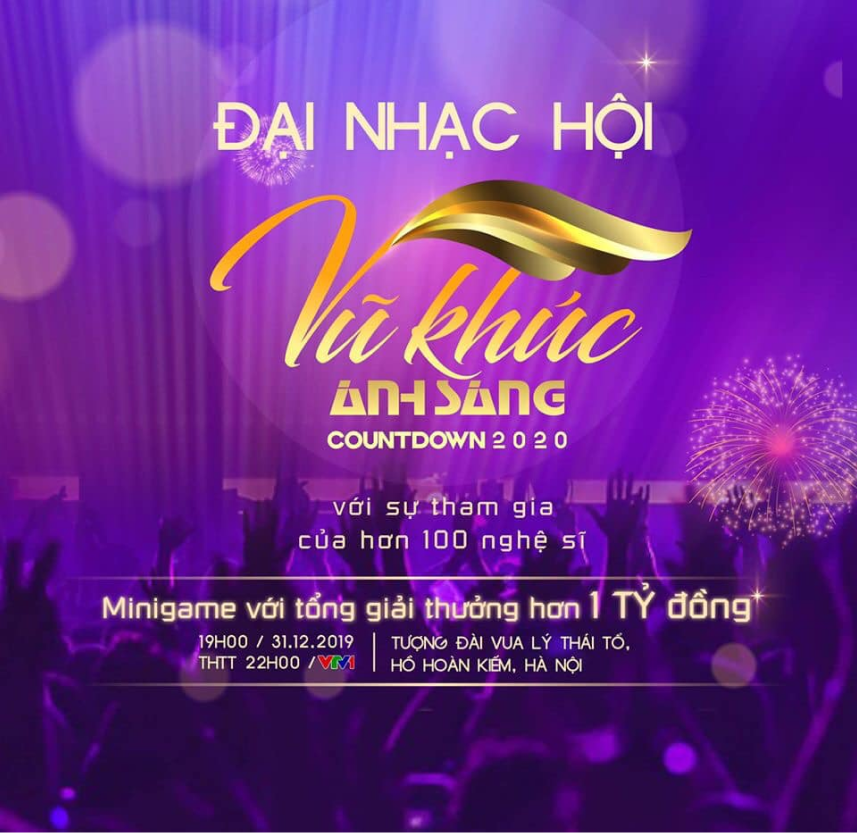 ĐẠI NHẠC HỘI
Vũ khúc
ÁNH SÁNG
COUNTDOWN 2020
với sự tham gia
của hơn 100 nghệ sĩ
Minigame với tổng giải thưởng hơn 1 TỶ đồng
19H00 / 31.12.2019
THTT 22H00 / VTV1
TƯỢNG ĐÀI VUA LÝ THÁI TỔ,
HỒ HOÀN KIẾM, HÀ NỘI